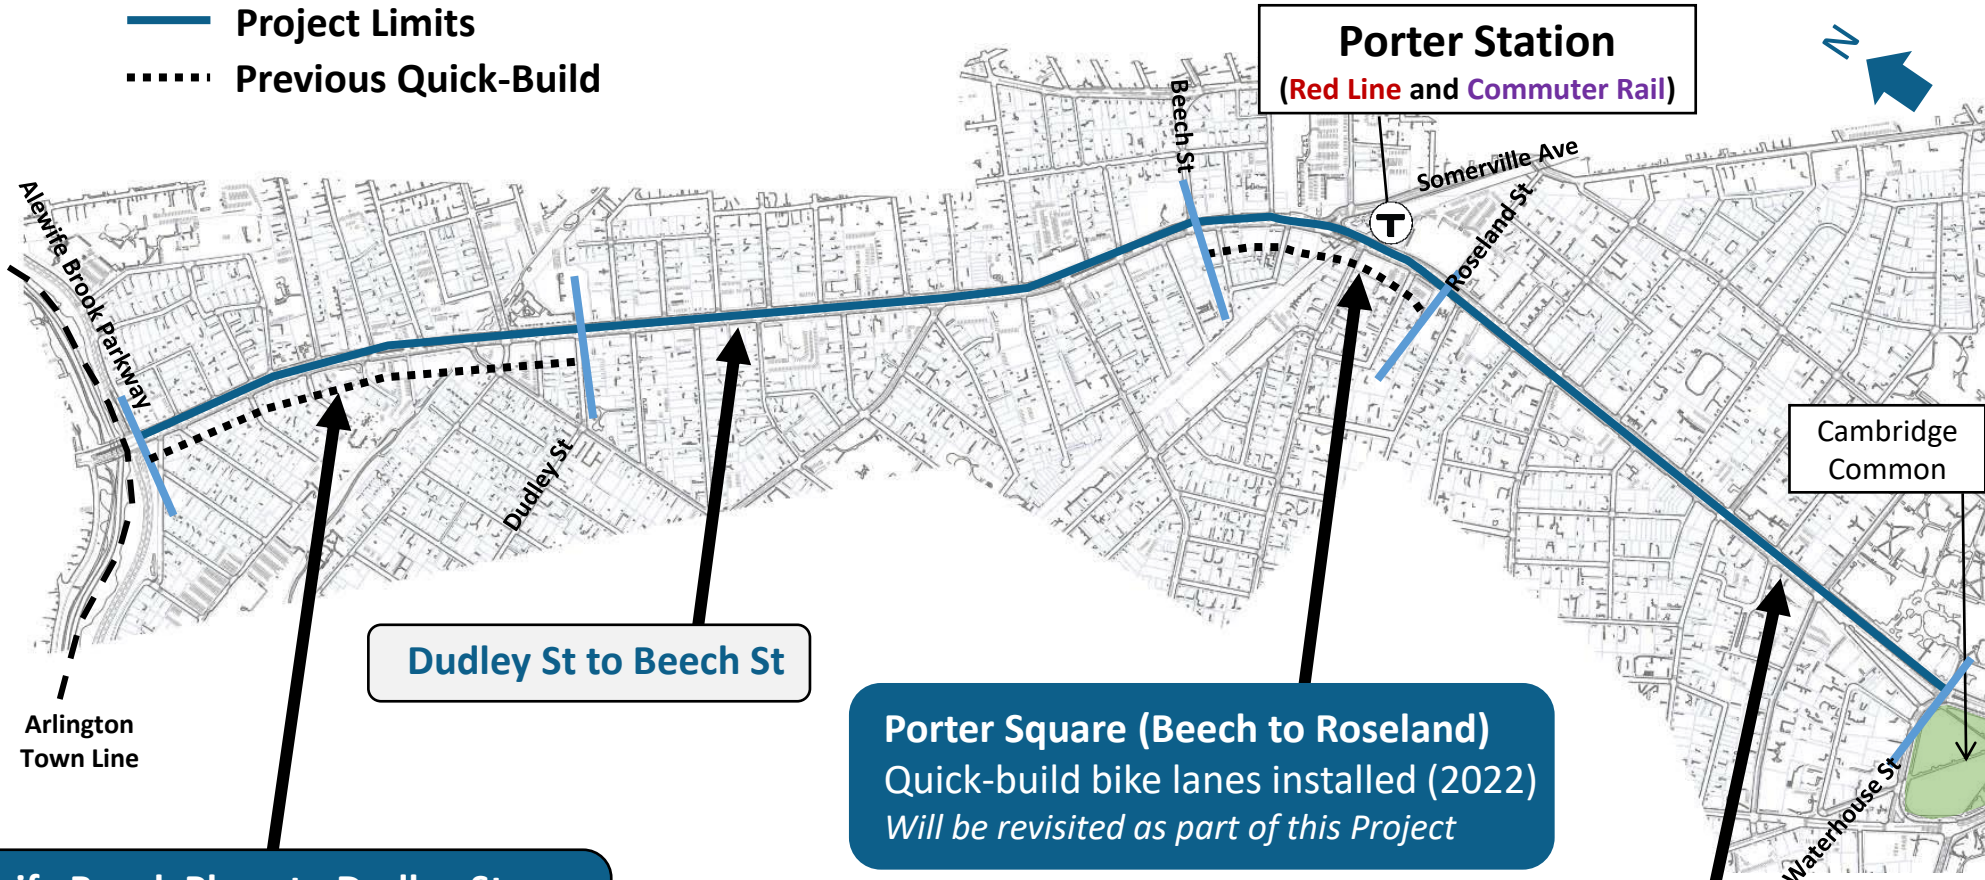 Project Limits
Previous Quick-Build
Porter Station
(Red Line and Commuter Rail)
N
Beech St
Somerville Ave
T
Roseland St
Alewife Brook Parkway
Cambridge
Common
Dudley St
Dudley St to Beech St
Arlington
Town Line
Porter Square (Beech to Roseland)
Quick-build bike lanes installed (2022)
Will be revisited as part of this Project
Waterhouse St